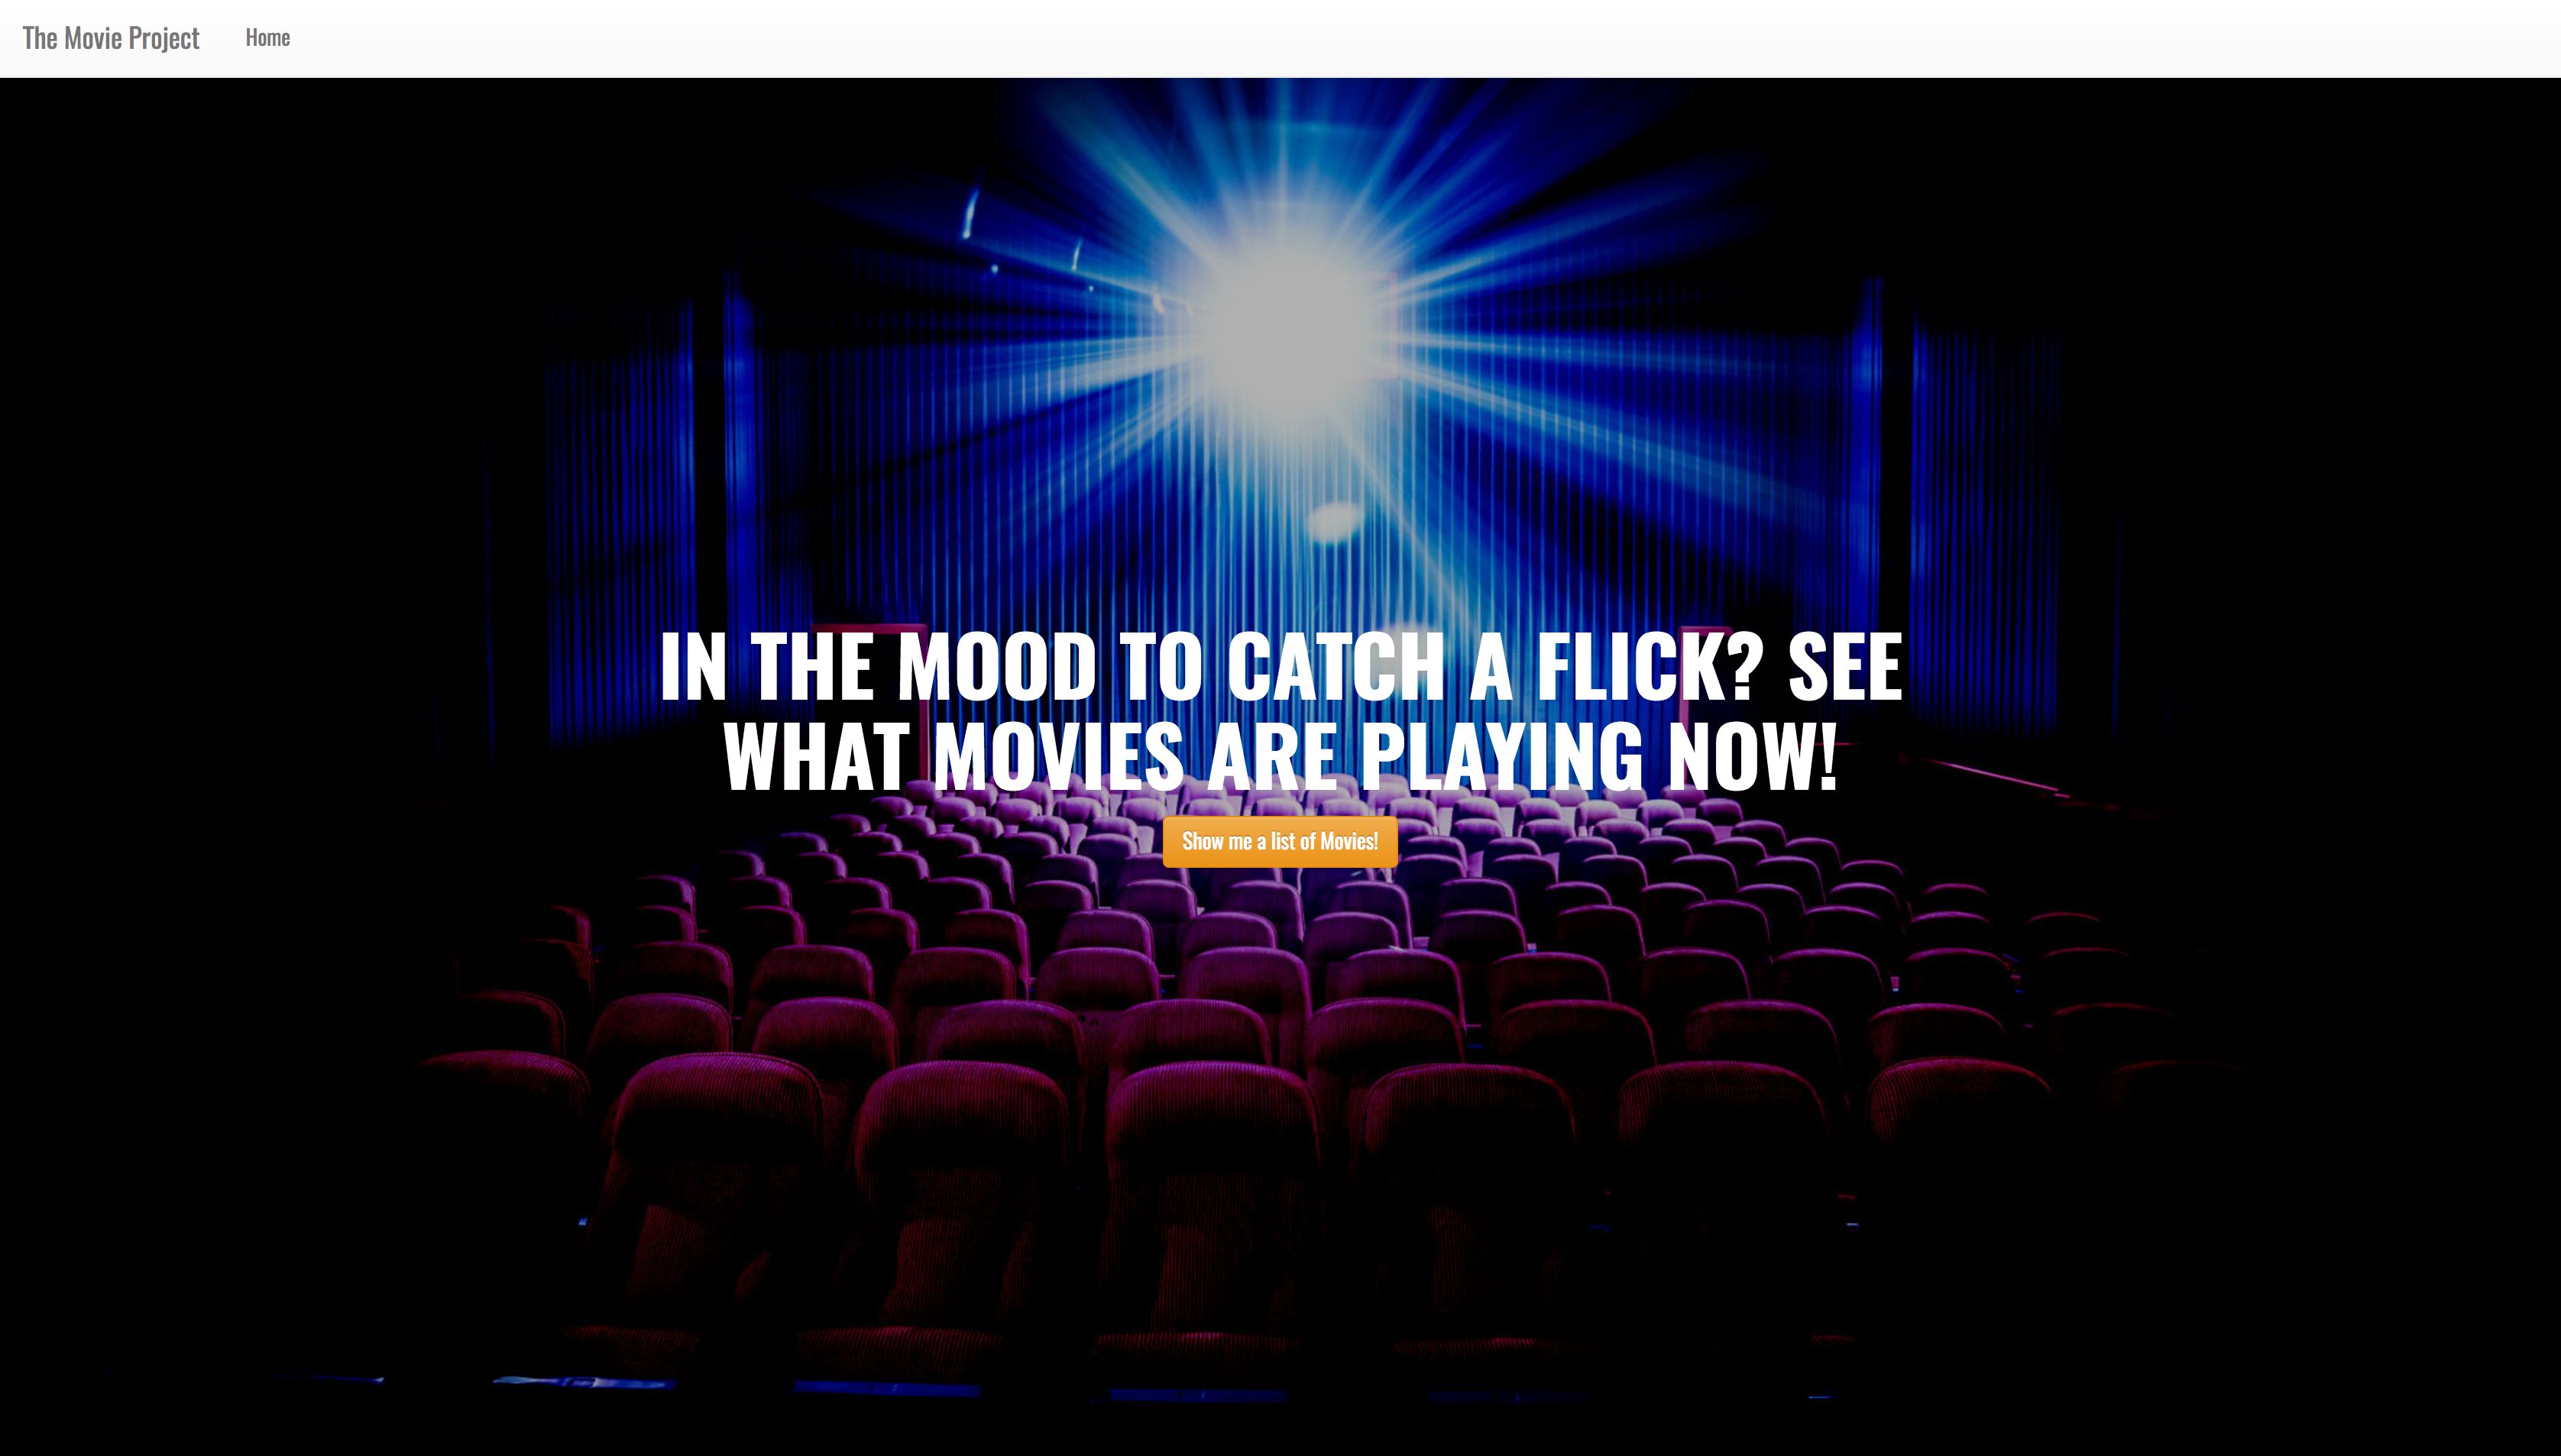 The Movie Project
Home
IN THE MOOD TO CATCH A FLICK? SEE
WHAT MOVIES ARE PLAYING NOW!
Show me a list of Movies!